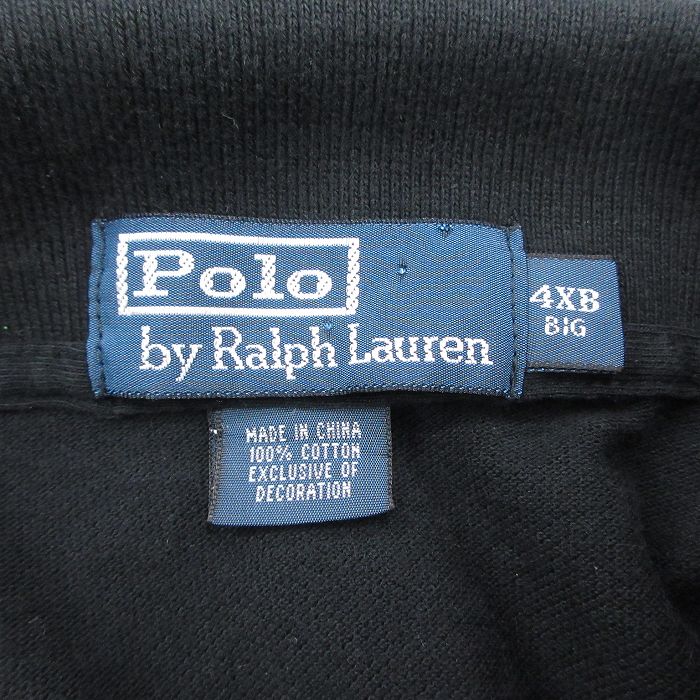 Polo
by Ralph Lauren
4XB
BIG
MADE IN CHINA
100% COTTON
EXCLUSIVE OF
DECORATION